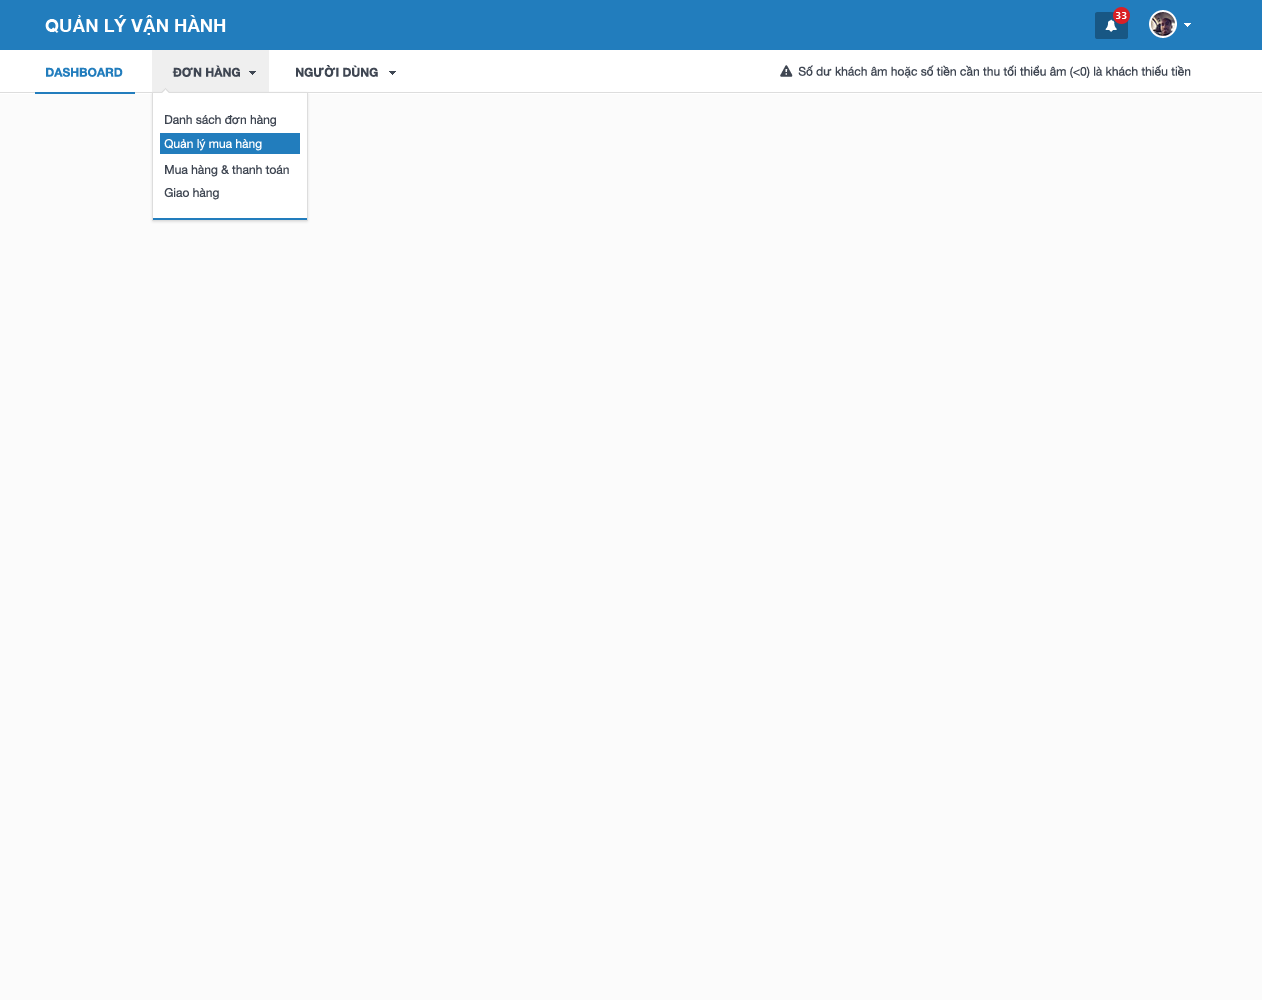 QUẢN LÝ VẬN HÀNH
33
DASHBOARD
ĐƠN HÀNG
NGƯỜI DÙNG
Số dư khách âm hoặc số tiền cần thu tối thiểu âm (<0) là khách thiếu tiền
Danh sách đơn hàng
Quản lý mua hàng
Mua hàng & thanh toán
Giao hàng